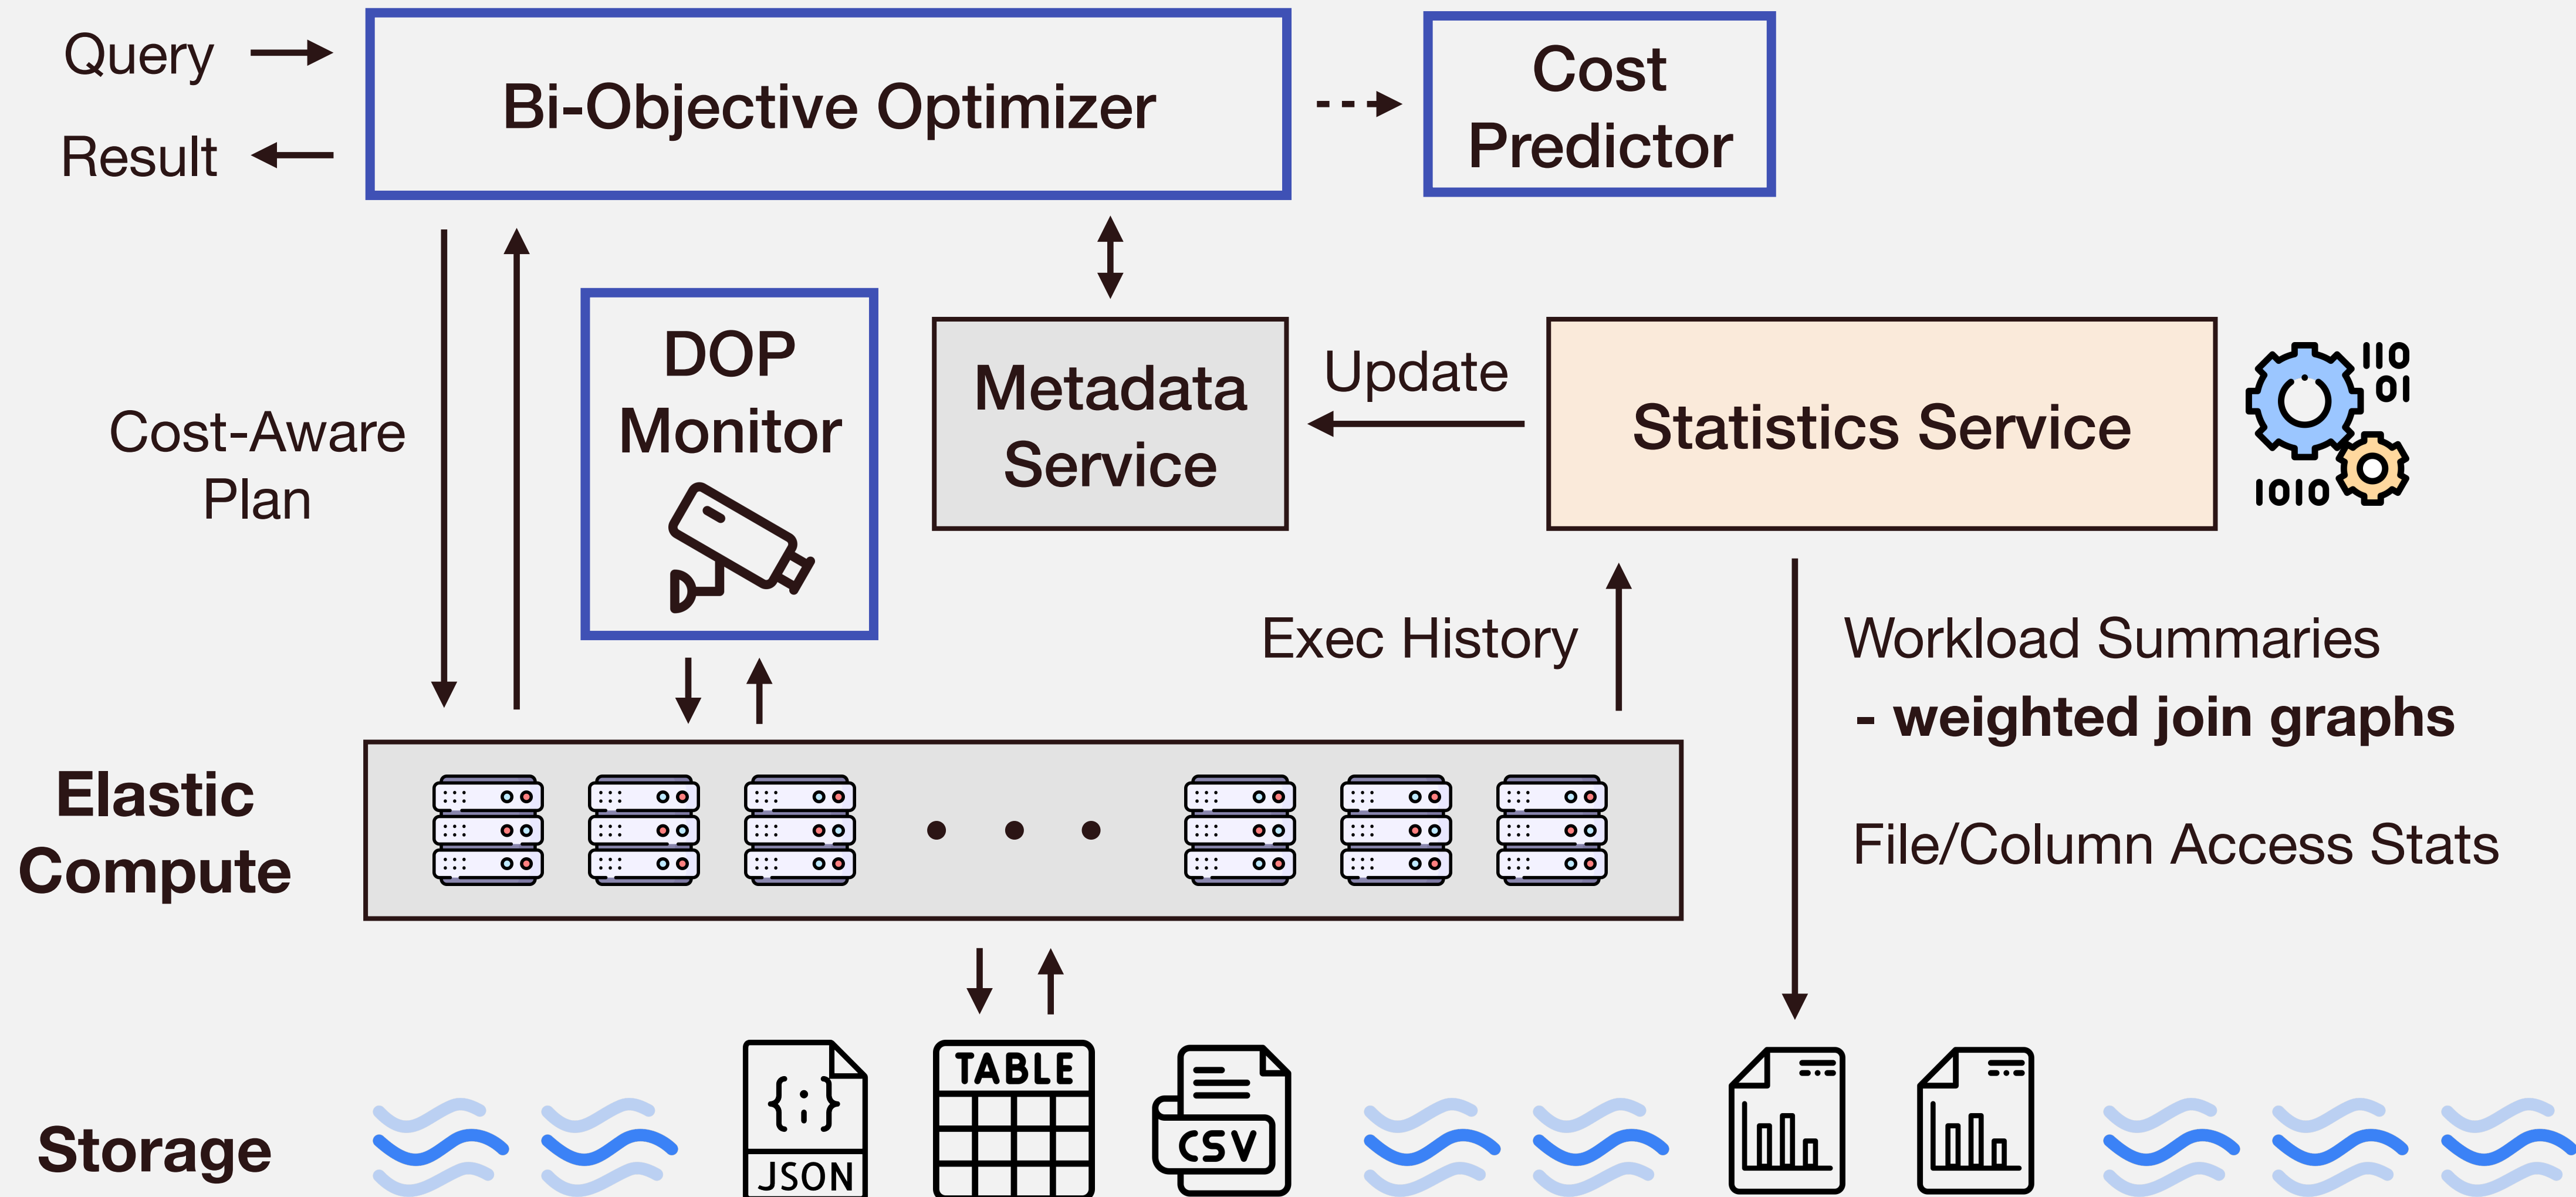 Query
Result
Bi-Objective Optimizer
Cost
Predictor
Cost-Aware
Plan
DOP
Monitor
Metadata
Service
Update
Statistics Service
110
01
1010
Exec History
Workload Summaries
- weighted join graphs
File/Column Access Stats
Elastic
Compute
Storage
{;}
JSON
TABLE
CSV